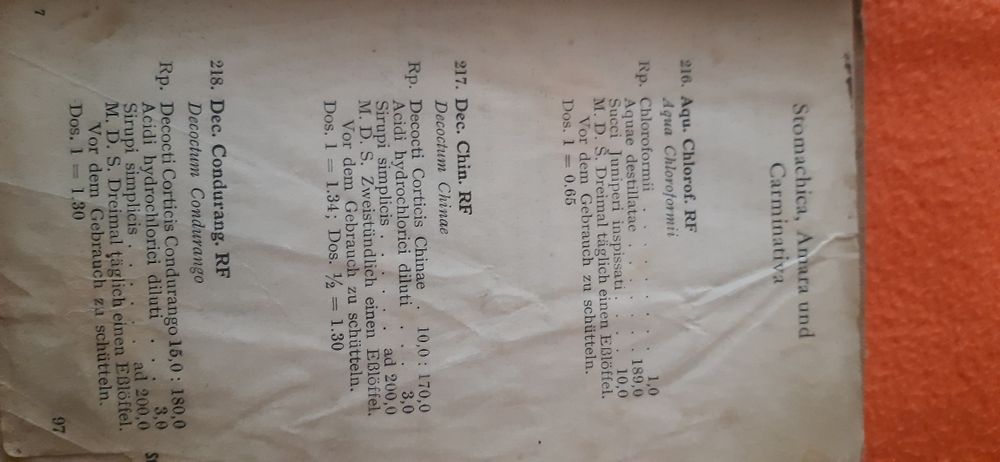 Stomachica, Amara und
Carminativa
216. Aqu. Chlorof. RF
Aqua Chloroformii
Rp. Chloroformii . . . . . . 1,0
Aquae destillatae . . . . 189,0
Succi Juniperi inspissati . . . 10,0
M. D. S. Dreimal täglich einen Eßlöffel.
Vor dem Gebrauch zu schütteln.
Dos. 1 = 0.65
217. Dec. Chin. RF
Decoctum Chinae
Rp. Decocti Corticis Chinae . 10,0 : 170,0
Acidi hydrochlorici diluti . . . 3,0
Sirupi simplicis . . . . . ad 200,0
M. D. S. Zweistündlich einen Eßlöffel.
Vor dem Gebrauch zu schütteln.
Dos. 1 = 1.34; Dos. ½ = 1.30
218. Dec. Condurang. RF
Decoctum Condurango
Rp. Decocti Corticis Condurango 15,0 : 180,0
Acidi hydrochlorici diluti . . . 3,0
Sirupi simplicis . . . . . ad 200,0
M. D. S. Dreimal täglich einen Eßlöffel.
Vor dem Gebrauch zu schütteln.
Dos. 1 = 1.30
7
97